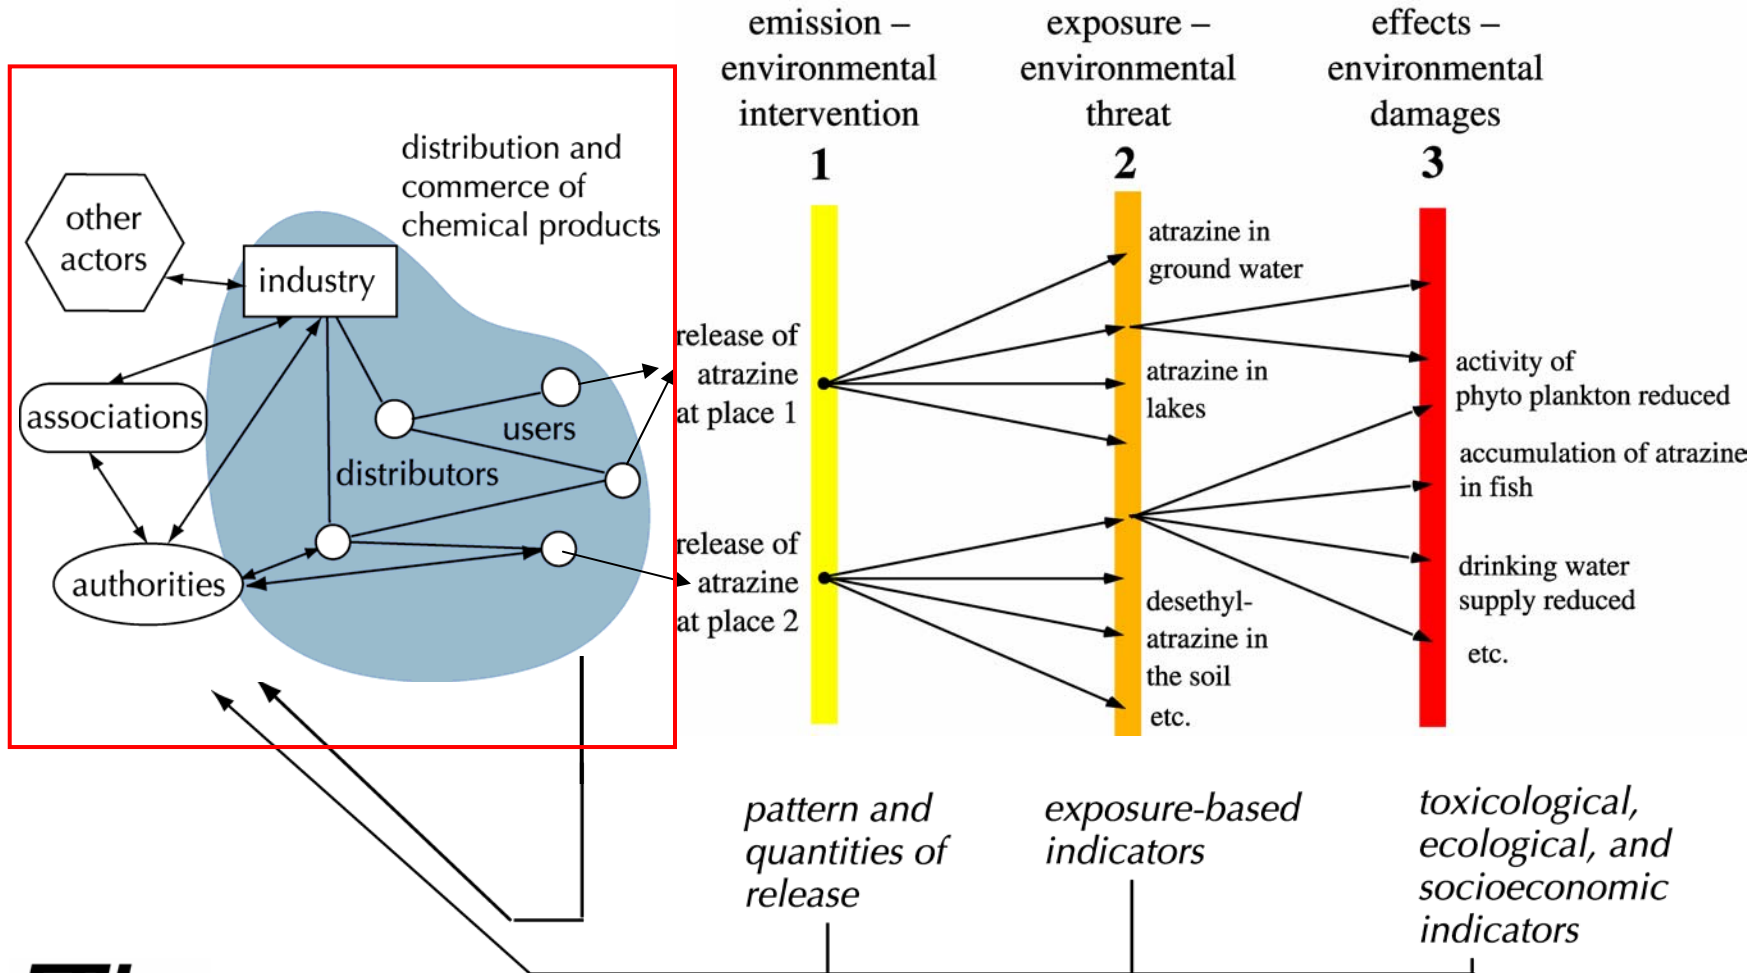 emission –
environmental
intervention
1
exposure –
environmental
threat
2
effects –
environmental
damages
3
distribution and
commerce of
chemical products
other
actors
industry
associations
users
distributors
authorities
release of
atrazine
at place 1
release of
atrazine
at place 2
atrazine in
ground water
atrazine in
lakes
desethyl-
atrazine in
the soil
etc.
activity of
phyto plankton reduced
accumulation of atrazine
in fish
drinking water
supply reduced
etc.
pattern and
quantities of
release
exposure-based
indicators
toxicological,
ecological, and
socioeconomic
indicators